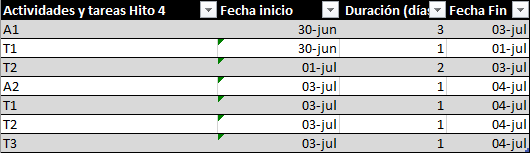 Actividades y tareas Hito 4 Fecha inicio Duración (días Fecha Fin
A1 30-jun 3 03-jul
T1 30-jun 1 01-jul
T2 01-jul 2 03-jul
A2 03-jul 1 04-jul
T1 03-jul 1 04-jul
T2 03-jul 1 04-jul
T3 03-jul 1 04-jul